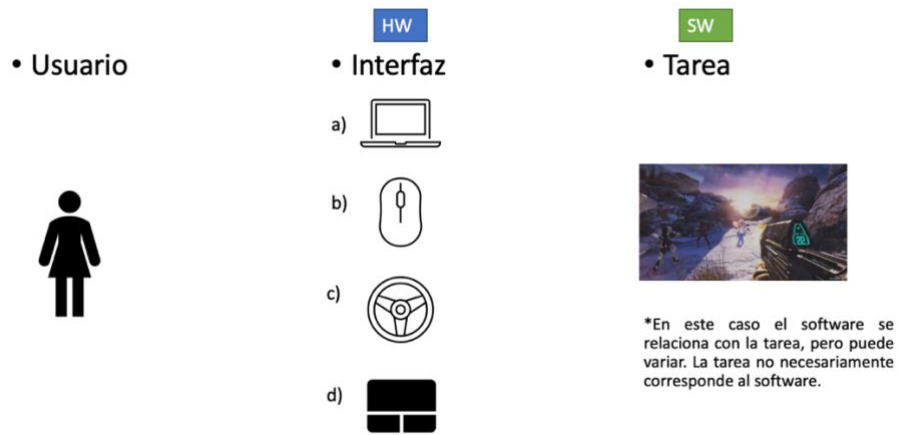 HW
SW
• Usuario
• Interfaz
• Tarea
a)
b)
c)
d)
*En este caso el software se
relaciona con la tarea, pero puede
variar. La tarea no necesariamente
corresponde al software.